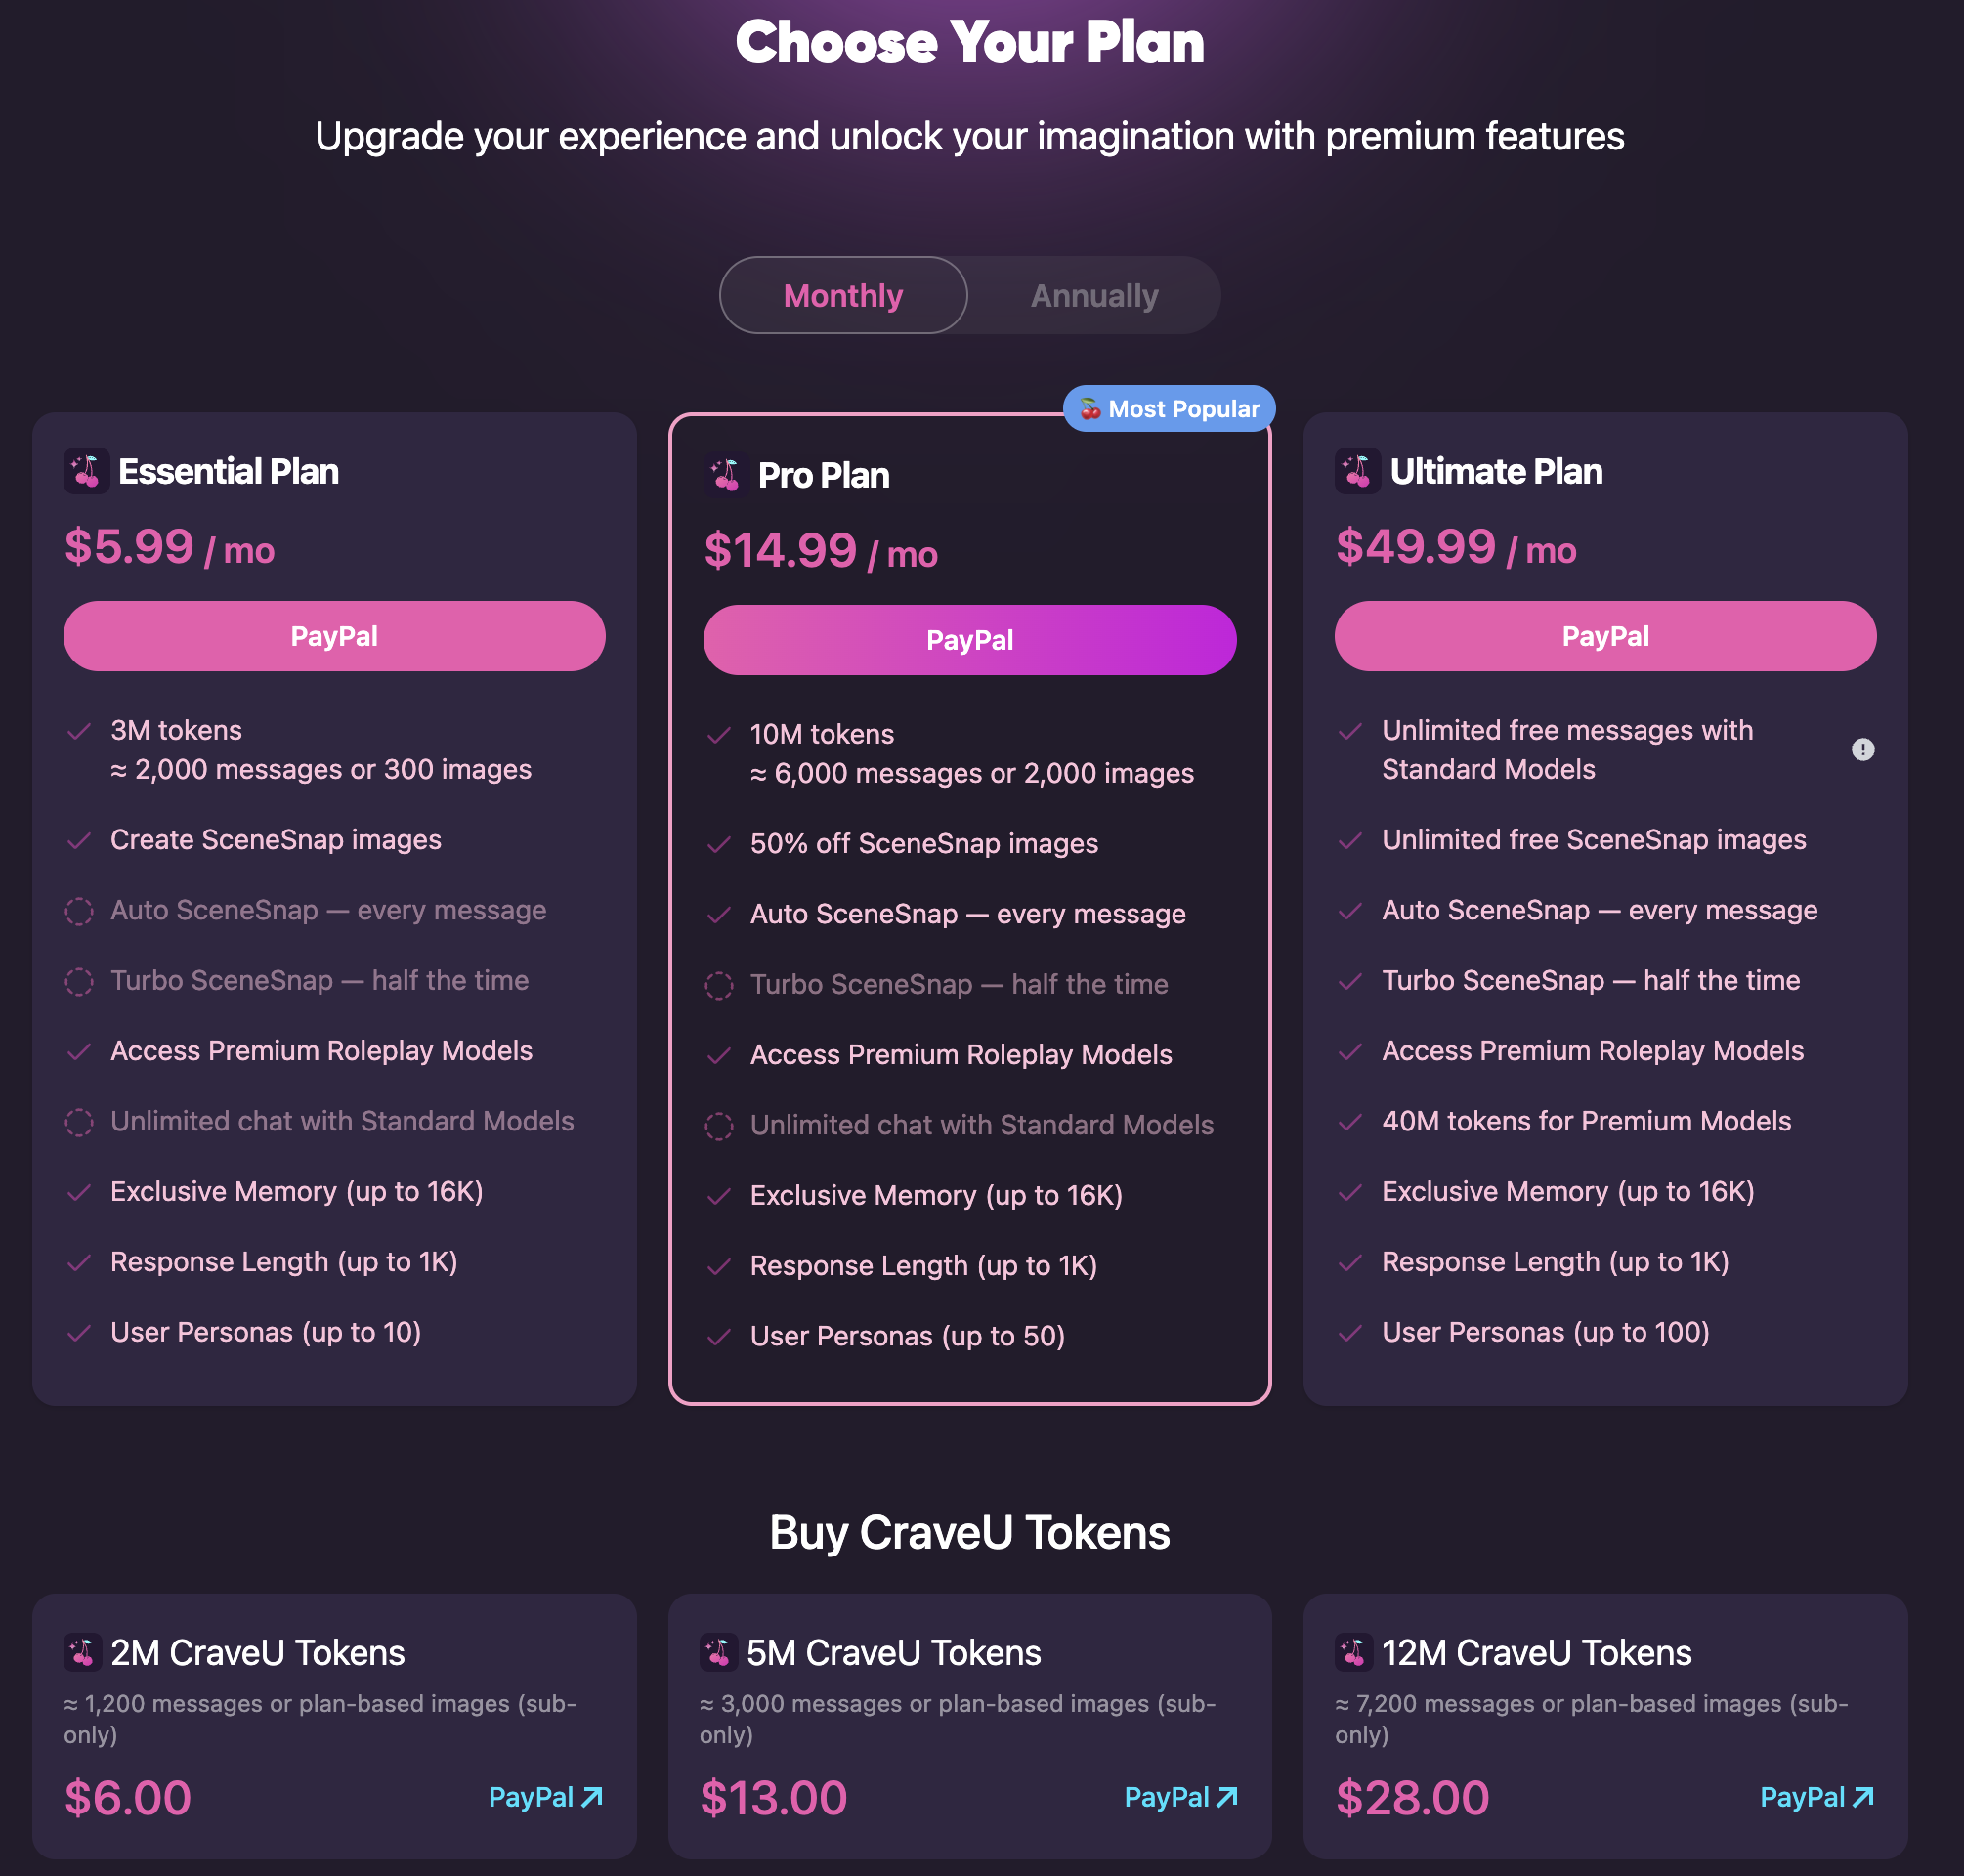 Choose Your Plan
Upgrade your experience and unlock your imagination with premium features
Monthly
Annually
Essential Plan
$5.99 / mo
PayPal
3M tokens
≈ 2,000 messages or 300 images
Create SceneSnap images
Auto SceneSnap — every message
Turbo SceneSnap — half the time
Access Premium Roleplay Models
Unlimited chat with Standard Models
Exclusive Memory (up to 16K)
Response Length (up to 1K)
User Personas (up to 10)
Most Popular
Pro Plan
$14.99 / mo
PayPal
10M tokens
≈ 6,000 messages or 2,000 images
50% off SceneSnap images
Auto SceneSnap — every message
Turbo SceneSnap — half the time
Access Premium Roleplay Models
Unlimited chat with Standard Models
Exclusive Memory (up to 16K)
Response Length (up to 1K)
User Personas (up to 50)
Ultimate Plan
$49.99 / mo
PayPal
Unlimited free messages with
Standard Models
!
Unlimited free SceneSnap images
Auto SceneSnap — every message
Turbo SceneSnap — half the time
Access Premium Roleplay Models
40M tokens for Premium Models
Exclusive Memory (up to 16K)
Response Length (up to 1K)
User Personas (up to 100)
Buy CraveU Tokens
2M CraveU Tokens
≈ 1,200 messages or plan-based images (sub-
only)
$6.00
PayPal
5M CraveU Tokens
≈ 3,000 messages or plan-based images (sub-
only)
$13.00
PayPal
12M CraveU Tokens
≈ 7,200 messages or plan-based images (sub-
only)
$28.00
PayPal